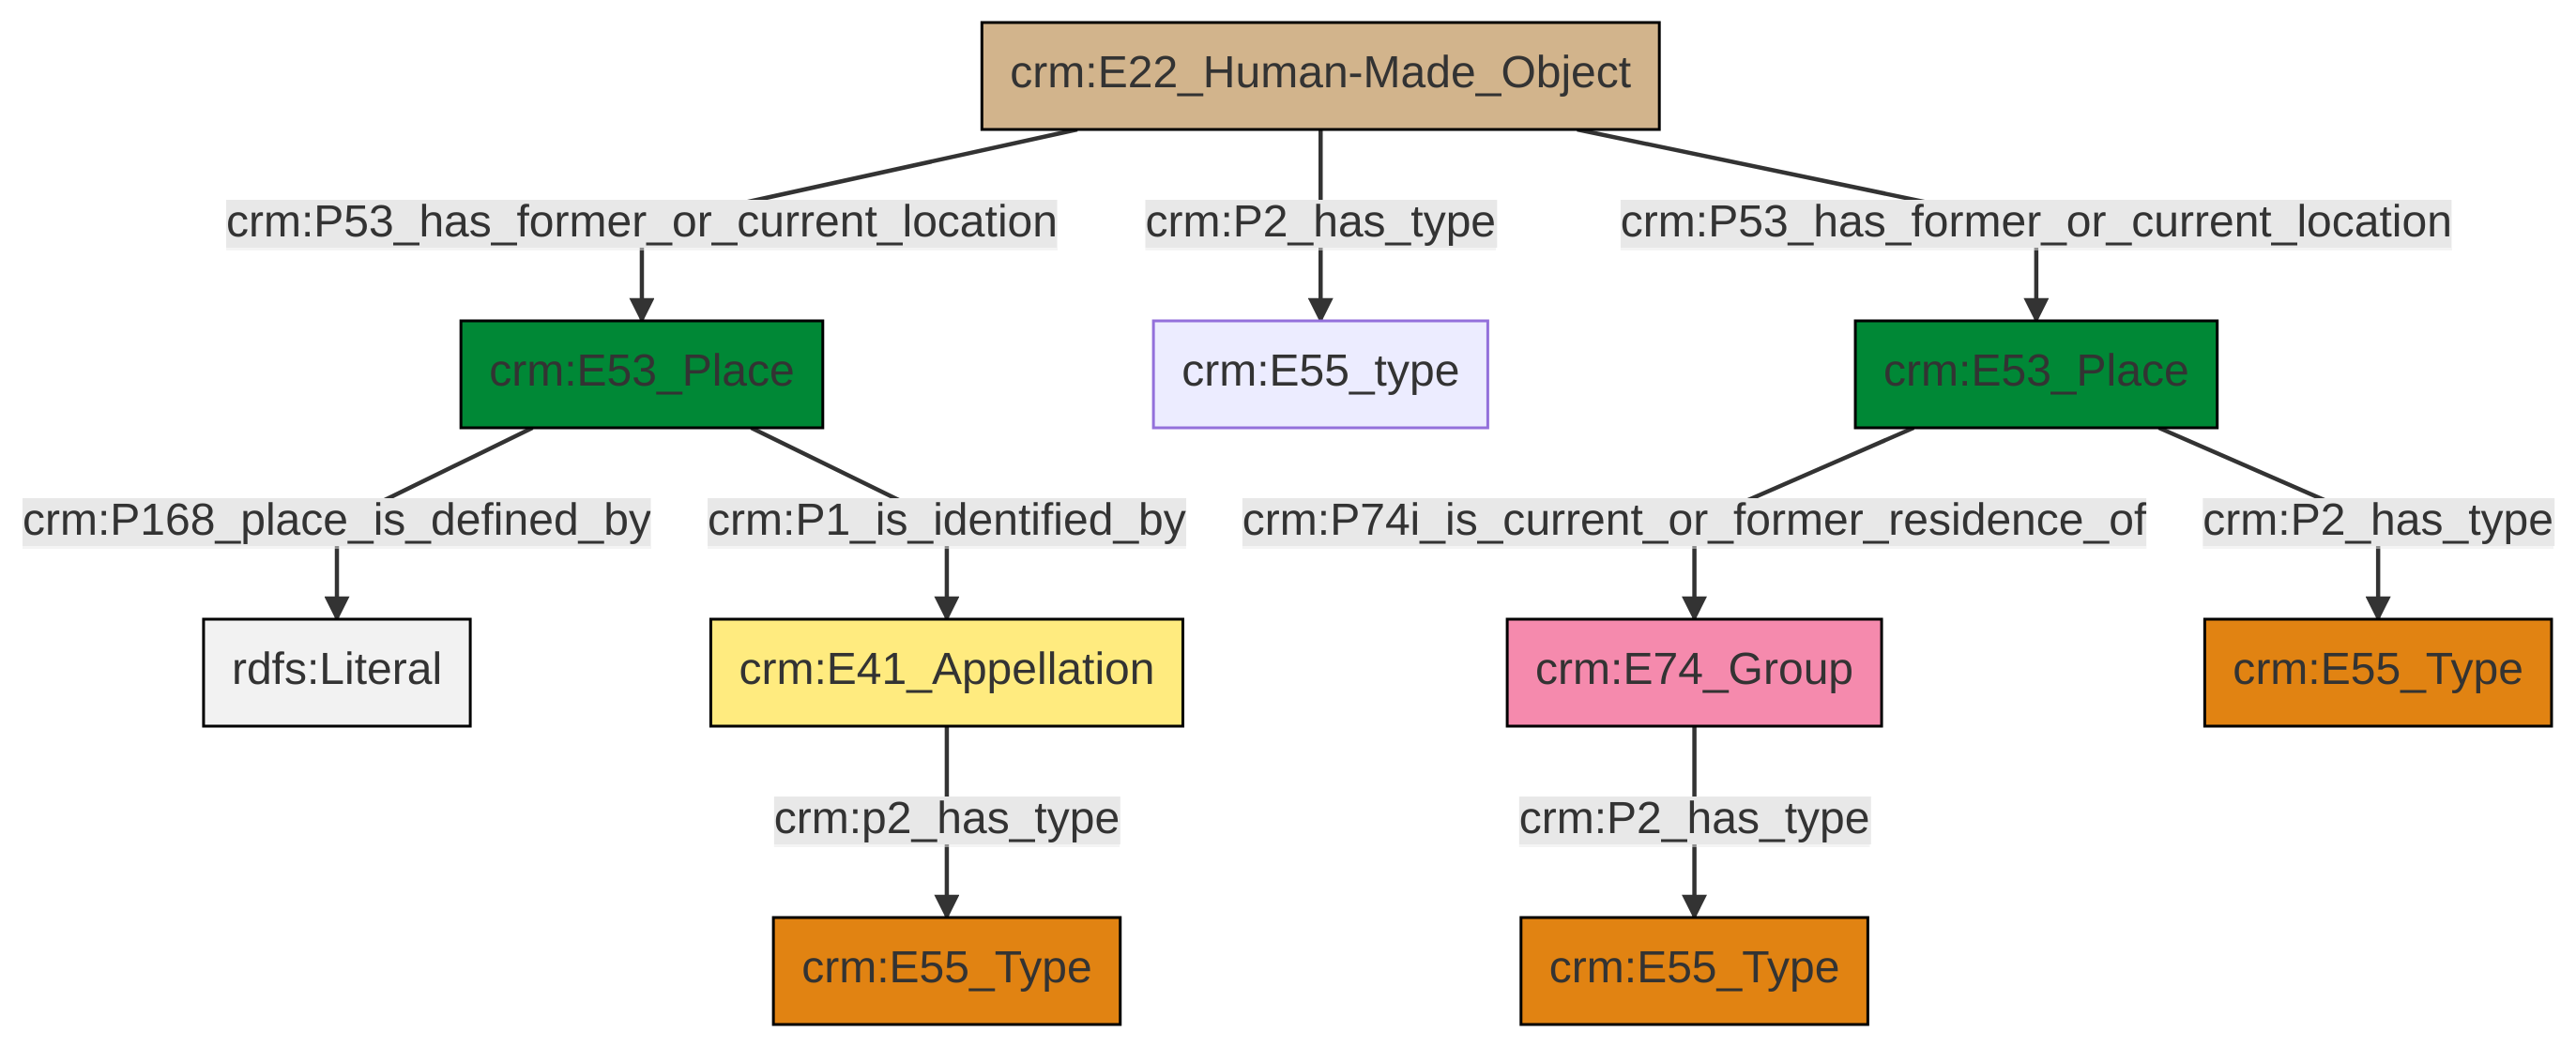 crm:E22_Human-Made_Object
crm:P53_has_former_or_current_location
crm:P2_has_type
crm:P53_has_former_or_current_location
crm:E53_Place
crm:E55_type
crm:E53_Place
crm:P168_place_is_defined_by
crm:P1_is_identified_by
crm:P74i_is_current_or_former_residence_of
crm:P2_has_type
rdfs:Literal
crm:E41_Appellation
crm:E74_Group
crm:E55_Type
crm:p2_has_type
crm:P2_has_type
crm:E55_Type
crm:E55_Type